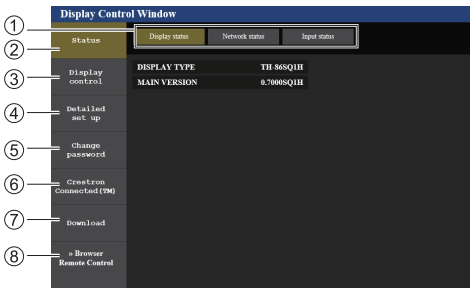 Display Control Window
①
Display status Network status Input status
② Status
DISPLAY TYPE TH-86SQ1H
MAIN VERSION 0.7000SQ1H
③ Display
control
④ Detailed
set up
⑤ Change
password
⑥ Crestron
Connected(TM)
⑦ Download
⑧ » Browser
Remote Control